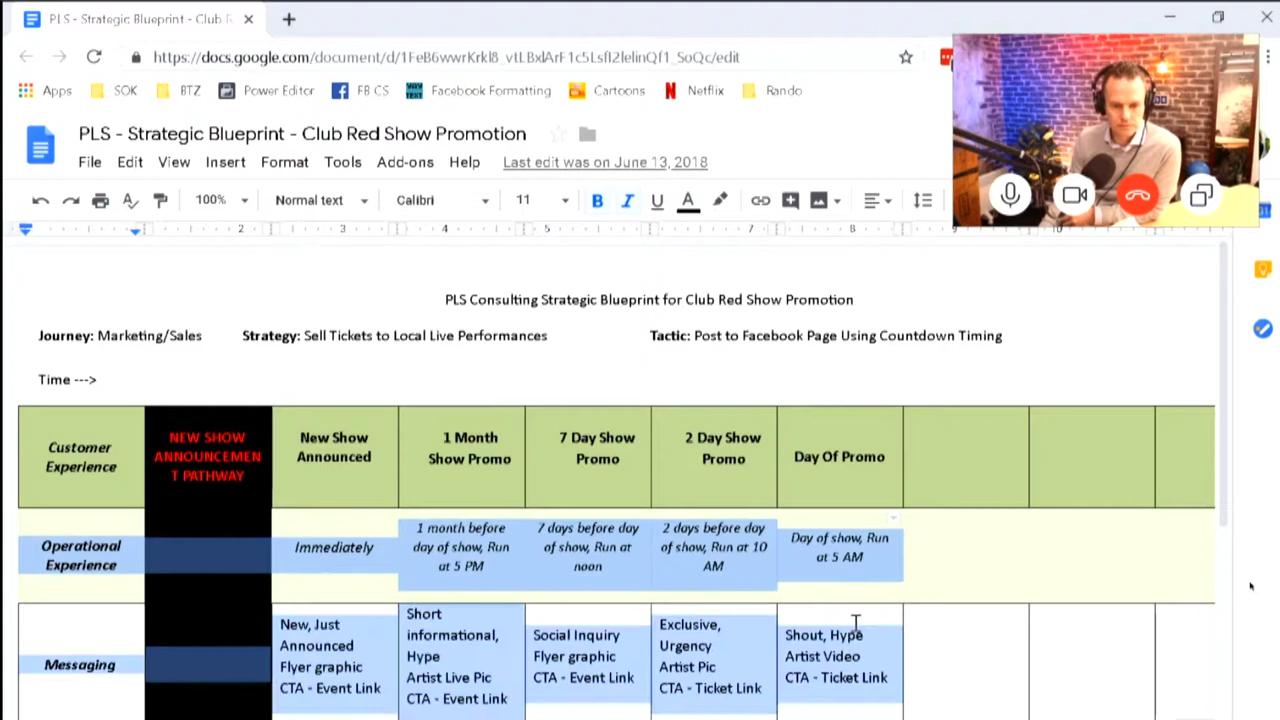 PLS - Strategic Blueprint - Club R
https://docs.google.com/document/d/
Apps SOK BTZ Power Editor FB CS Facebook Formatting Cartoons Netflix Rando
PLS - Strategic Blueprint - Club Red Show Promotion
File Edit View Insert Format Tools Add-ons Help Last edit was on June 13, 2018
100% Normal text Calibri 11 B I U A
2 3 4 5 7 8 9 10
PLS Consulting Strategic Blueprint for Club Red Show Promotion
Journey: Marketing/Sales Strategy: Sell Tickets to Local Live Performances Tactic: Post to Facebook Page Using Countdown Timing
Time --->
Customer
Experience
NEW SHOW
ANNOUNCEMEN
T PATHWAY
New Show
Announced
1 Month
Show Promo
7 Day Show
Promo
2 Day Show
Promo
Day Of Promo
Operational
Experience
Immediately
1 month before
day of show, Run
at 5 PM
7 days before day
of show, Run at
noon
2 days before day
of show, Run at 10
AM
Day of show, Run
at 5 AM
Messaging
New, Just
Announced
Flyer graphic
CTA - Event Link
Short
informational,
Hype
Artist Live Pic
CTA - Event Link
Social Inquiry
Flyer graphic
CTA - Event Link
Exclusive,
Urgency
Artist Pic
CTA - Ticket Link
Shout, Hype
Artist Video
CTA - Ticket Link